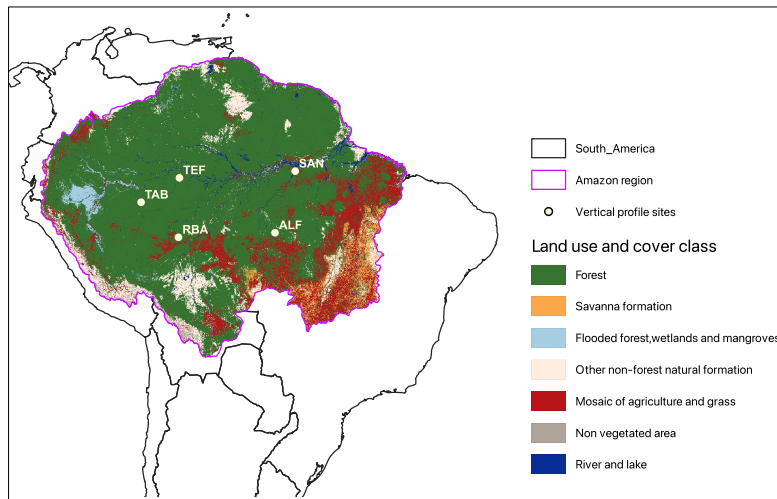 SAN
TEF
TAB
RBA
ALF
South_America
Amazon region
Vertical profile sites
Land use and cover class
Forest
Savanna formation
Flooded forest,wetlands and mangroves
Other non-forest natural formation
Mosaic of agriculture and grass
Non vegetated area
River and lake